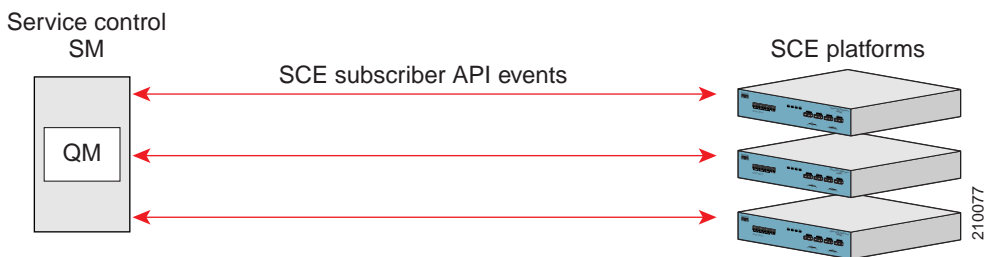 Service control
SM
SCE platforms
SCE subscriber API events
QM
210077